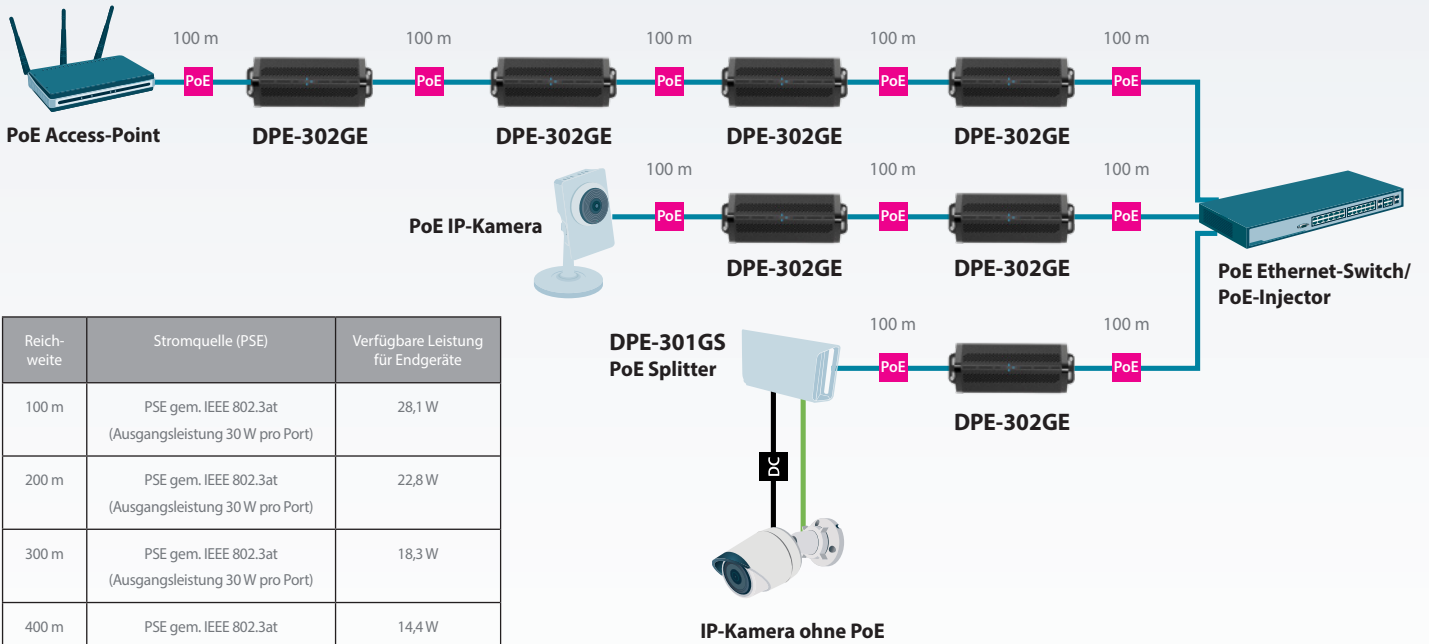 100 m 100 m 100 m 100 m 100 m
PoE PoE PoE PoE PoE
PoE Access-Point DPE-302GE DPE-302GE DPE-302GE DPE-302GE
100 m 100 m 100 m
PoE IP-Kamera PoE PoE PoE
DPE-302GE DPE-302GE
PoE Ethernet-Switch/
PoE-Injector
100 m 100 m
DPE-301GS
PoE Splitter
PoE PoE
DPE-302GE
DC
IP-Kamera ohne PoE
Reich-
weite
Stromquelle (PSE)
Verfügbare Leistung
für Endgeräte
100 m PSE gem. IEEE 802.3at 28,1 W
(Ausgangsleistung 30 W pro Port)
200 m PSE gem. IEEE 802.3at 22,8 W
(Ausgangsleistung 30 W pro Port)
300 m PSE gem. IEEE 802.3at 18,3 W
(Ausgangsleistung 30 W pro Port)
400 m PSE gem. IEEE 802.3at 14,4 W